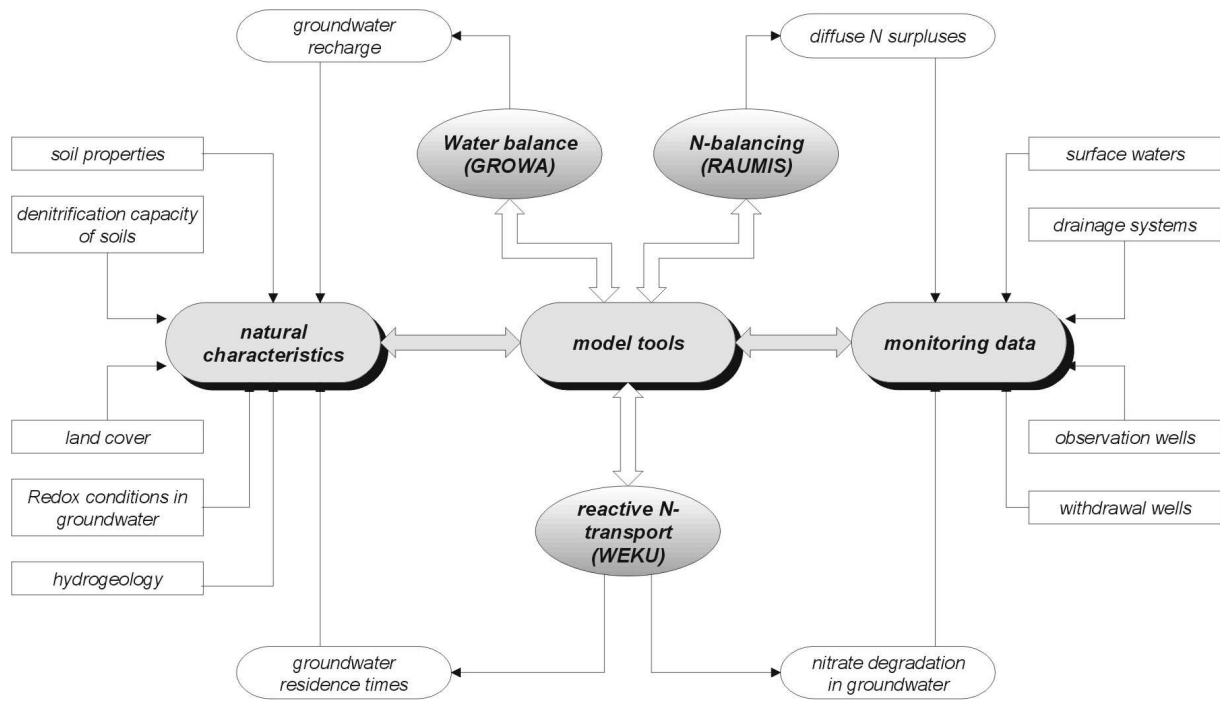 groundwater
recharge
diffuse N surpluses
Water balance
(GROWA)
N-balancing
(RAUMIS)
soil properties
denitrification capacity
of soils
surface waters
drainage systems
natural
characteristics
model tools
monitoring data
land cover
Redox conditions in
groundwater
hydrogeology
observation wells
withdrawal wells
reactive N-
transport
(WEKU)
groundwater
residence times
nitrate degradation
in groundwater